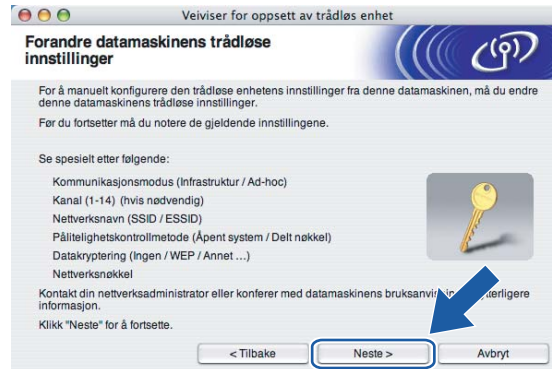 Veiviser for oppsett av trådløs enhet
Forandre datamaskinens trådløse
innstillinger
For å manuelt konfigurere den trådløse enhetens innstillinger fra denne datamaskinen, må du endre
denne datamaskinens trådløse innstillinger.
Før du fortsetter må du notere de gjeldende innstillingene.
Se spesielt etter følgende:
Kommunikasjonsmodus (Infrastruktur / Ad-hoc)
Kanal (1-14) (hvis nødvendig)
Nettverksnavn (SSID / ESSID)
Pålitelighetskontrollmetode (Åpent system / Delt nøkkel)
Datakryptering (Ingen / WEP / Annet ...)
Nettverksnøkkel
Kontakt din nettverksadministrator eller konferer med datamaskinens
informasjon.
Klikk "Neste" for å fortsette.
< Tilbake Neste > Avbryt